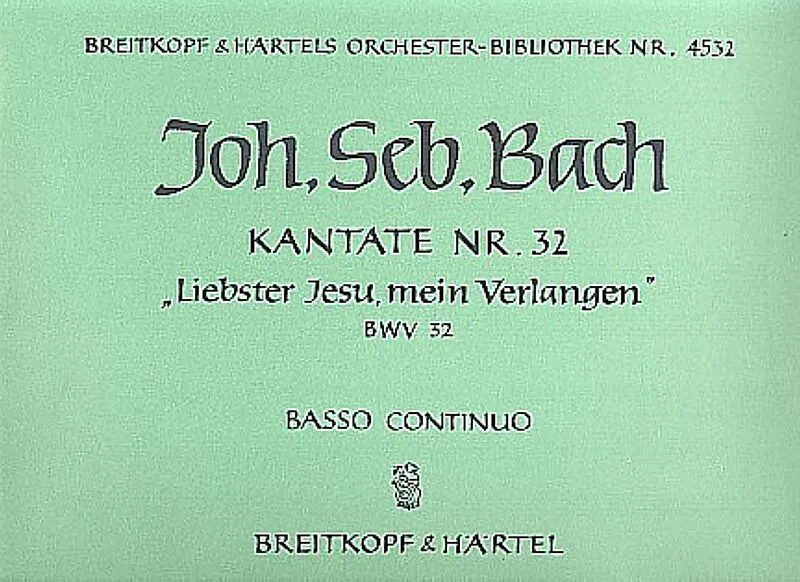 BREITKOPF & HÄRTELS ORCHESTER-BIBLIOTHEK NR. 4532
Joh. Seb. Bach
KANTATE NR. 32
„Liebster Jesu, mein Verlangen"
BWV 32
BASSO CONTINUO
BREITKOPF & HÄRTEL